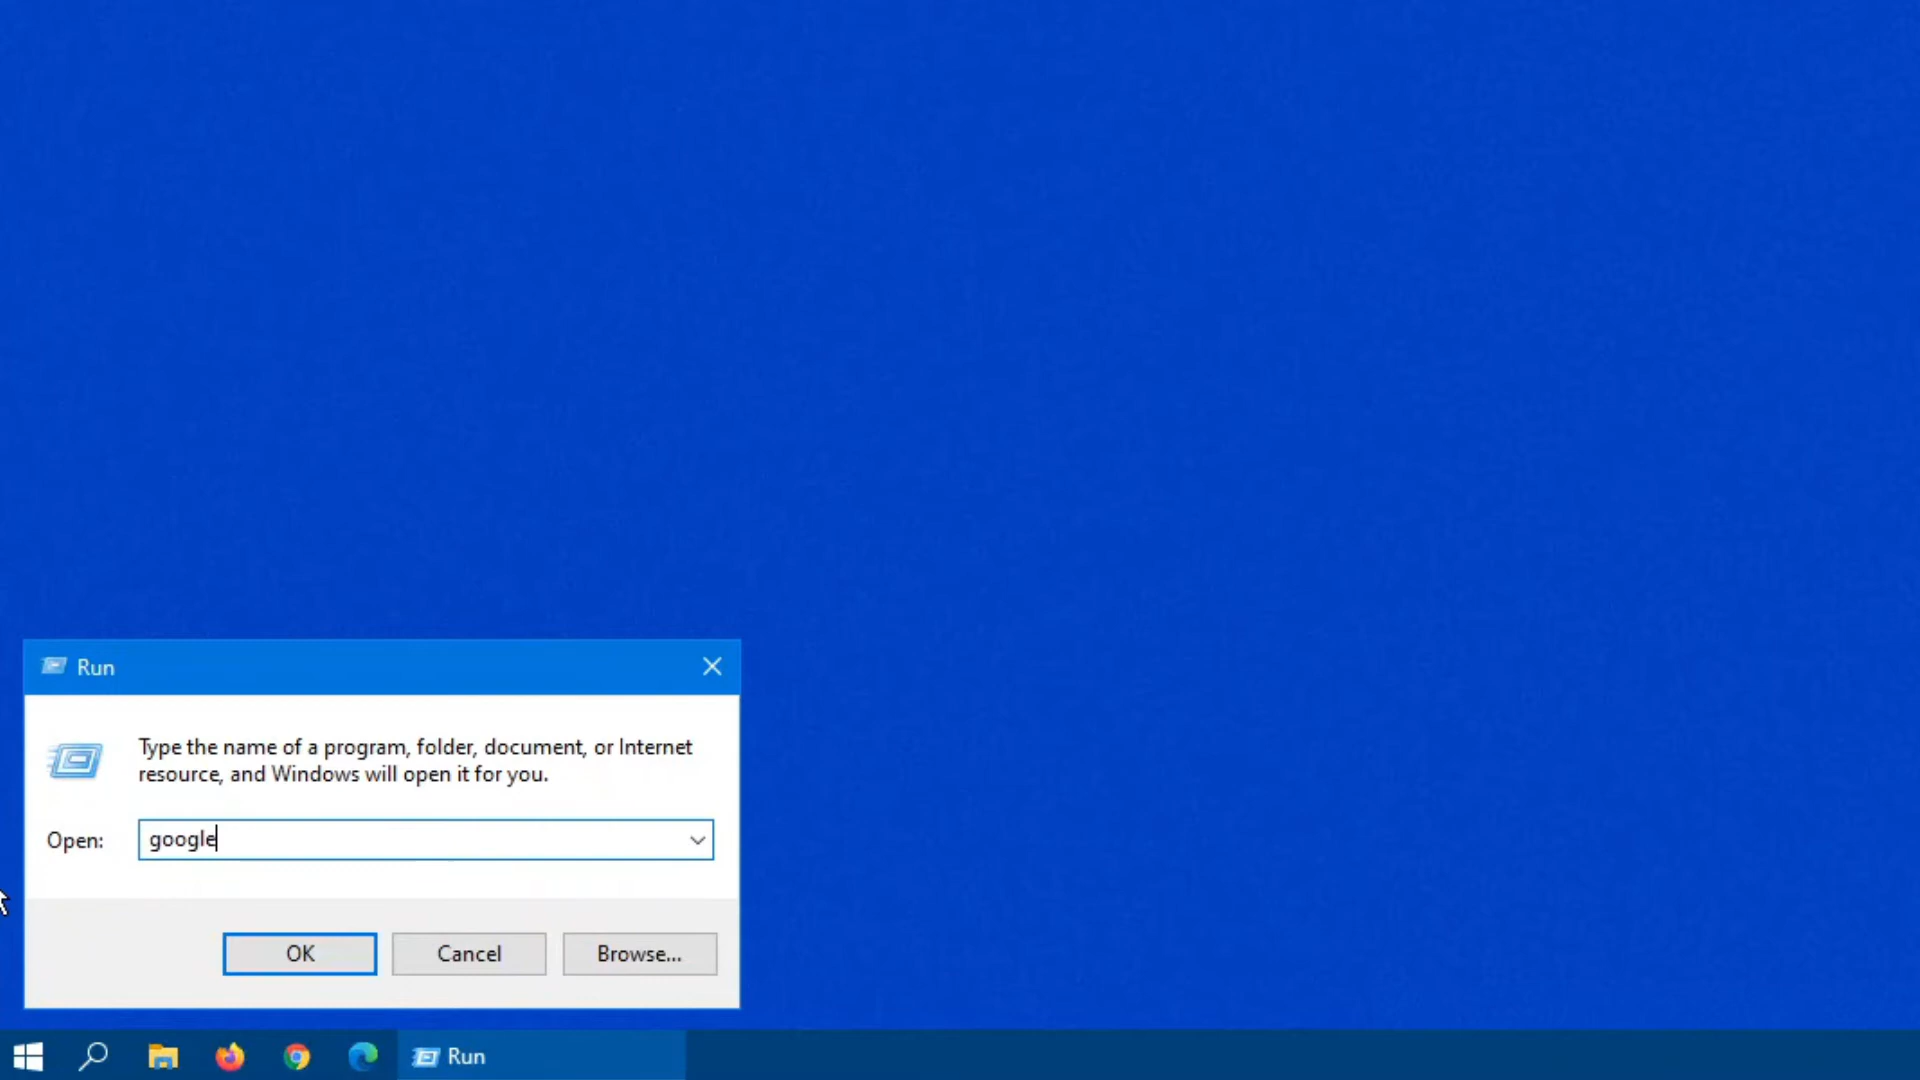 Run
Type the name of a program, folder, document, or Internet
resource, and Windows will open it for you.
Open: google
OK Cancel Browse...
Run